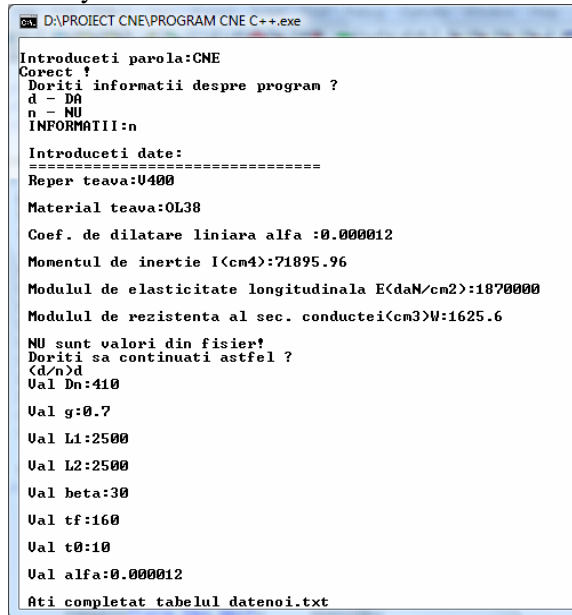 D:\PROIECT CNE\PROGRAM CNE C++.exe
Introduceti parola:CNE
Corect !
Doriti informatii despre program ?
d - DA
n - NU
INFORMATII:n
Introduceti date:
================================
Reper teava:V400
Material teava:OL38
Coef. de dilatare liniara alfa :0.000012
Momentul de inertie I(cm4):71895.96
Modulul de elasticitate longitudinala E(daN/cm2):1870000
Modulul de rezistenta al sec. conductei(cm3)W:1625.6
NU sunt valori din fisier!
Doriti sa continuati astfel ?
(d/n)d
Val Dn:410
Val g:0.7
Val L1:2500
Val L2:2500
Val beta:30
Val tf:160
Val t0:10
Val alfa:0.000012
Ati completat tabelul datenoi.txt